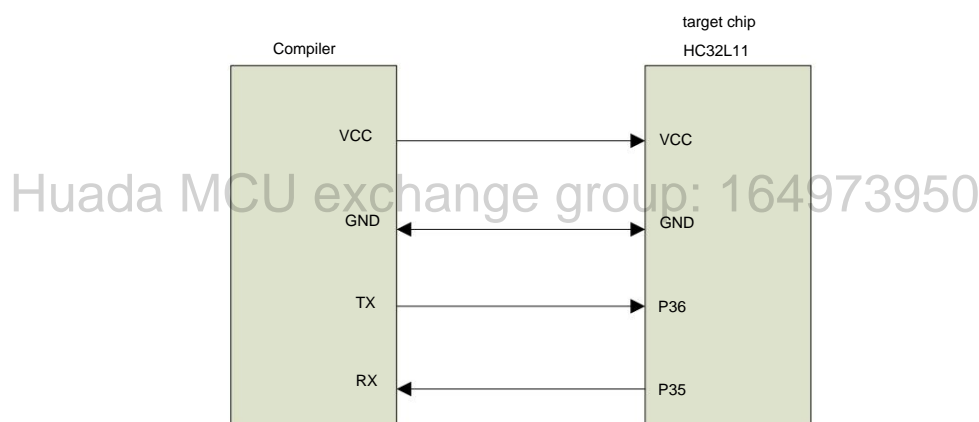 target chip
Compiler
HC32L11
VCC
VCC
Huada MCU exchange group: 164973950
GND
GND
TX
P36
RX
P35